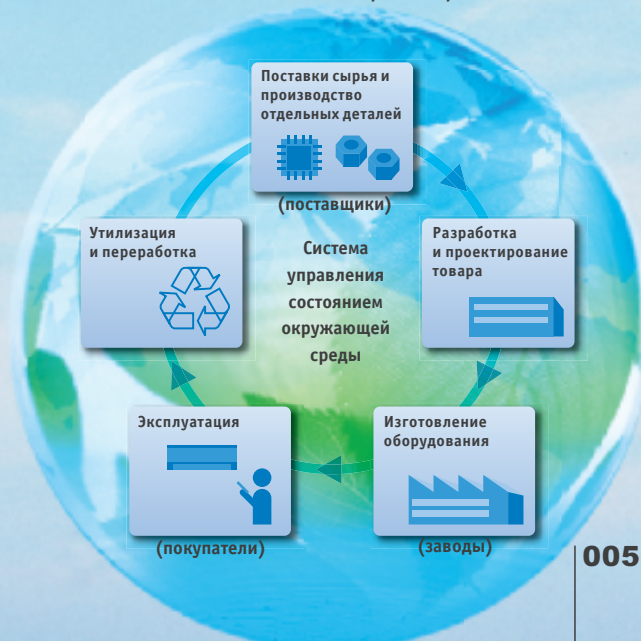 Поставки сырья и
производство
отдельных деталей
(поставщики)
Утилизация
и переработка
Система
управления
состоянием
окружающей
среды
Разработка
и проектирование
товара
Эксплуатация
(покупатели)
Изготовление
оборудования
(заводы)
005